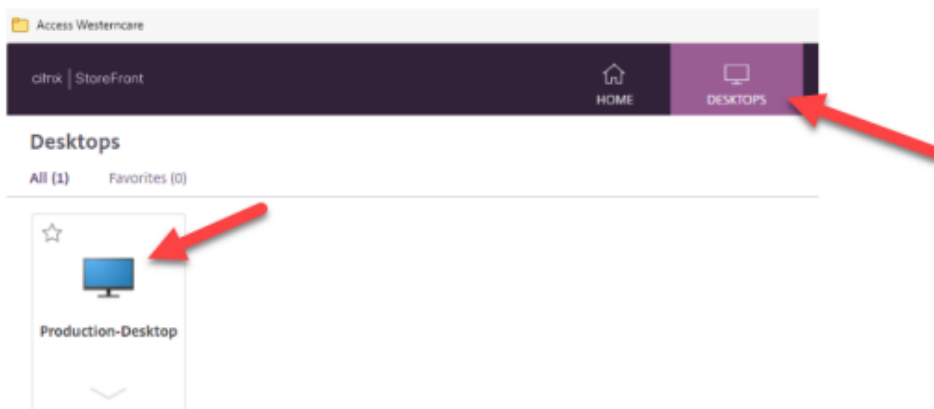 Access Westerncare
citrix | StoreFront
HOME
DESKTOPS
Desktops
All (1) Favorites (0)
Production-Desktop